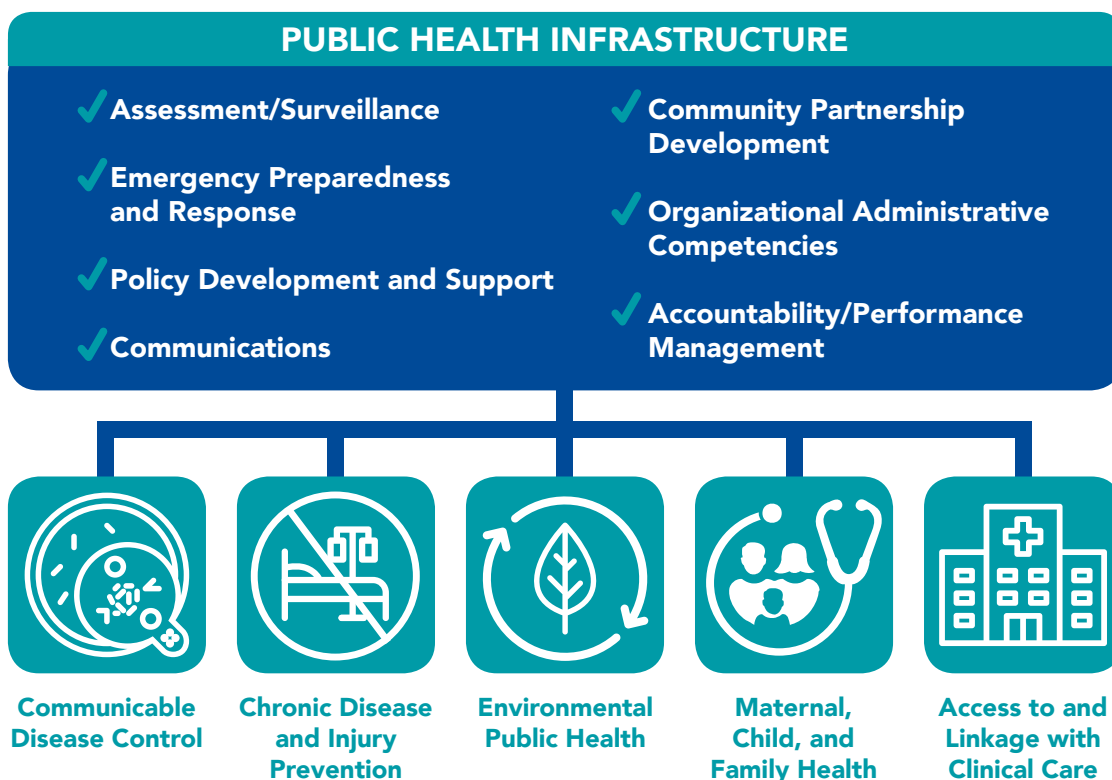 PUBLIC HEALTH INFRASTRUCTURE
Assessment/Surveillance
Emergency Preparedness
and Response
Policy Development and Support
Communications
Community Partnership
Development
Organizational Administrative
Competencies
Accountability/Performance
Management
Communicable
Disease Control
Chronic Disease
and Injury
Prevention
Environmental
Public Health
Maternal,
Child, and
Family Health
Access to and
Linkage with
Clinical Care